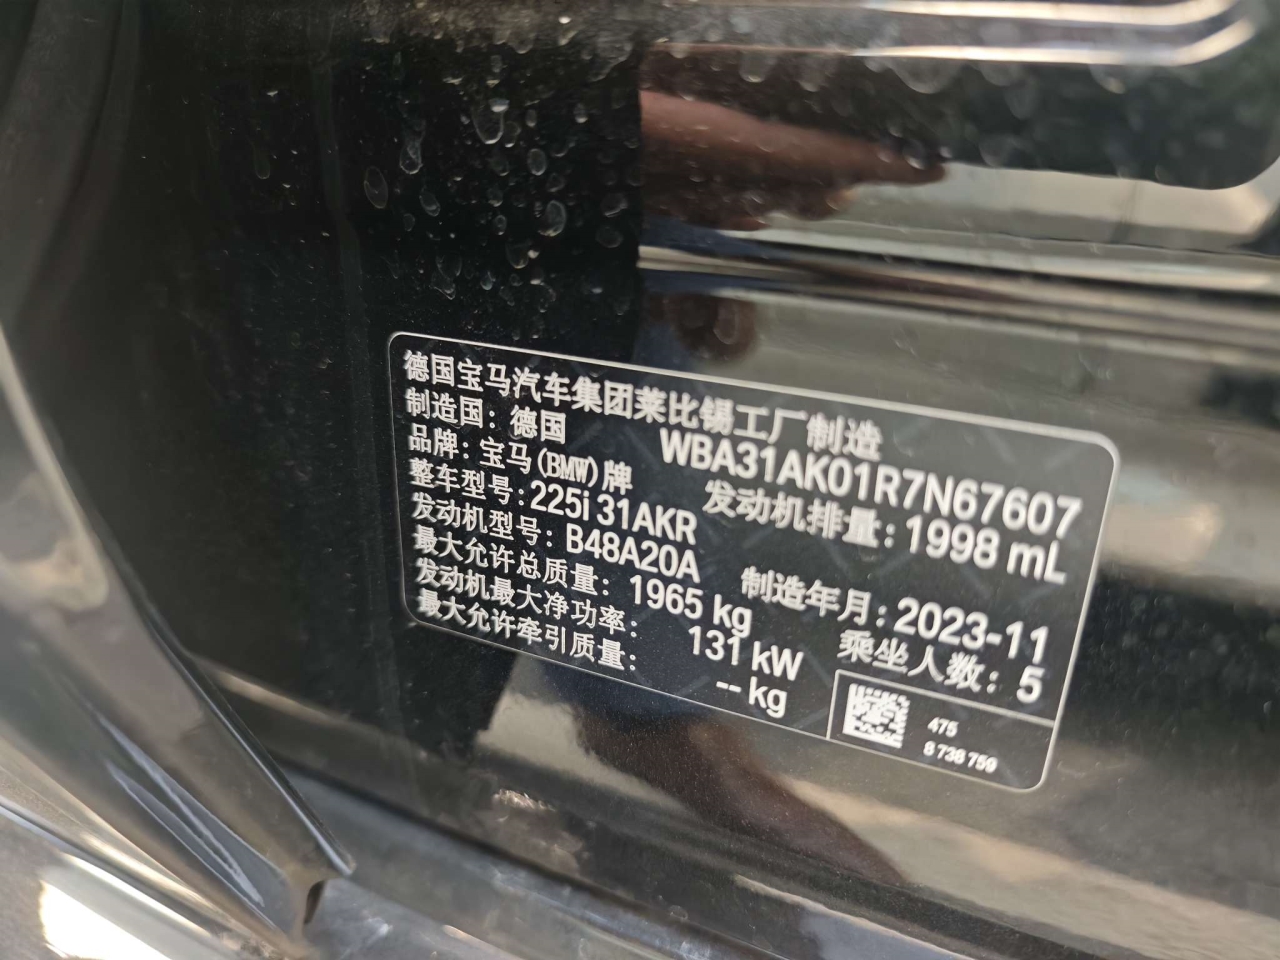 德国宝马汽车集团莱比锡工厂制造
制造国：德国
WBA31AK01R7N67607
品牌：宝马(BMW)牌
发动机排量：1998 mL
整车型号：225i 31AKR
发动机型号：B48A20A
制造年月：2023-11
最大允许总质量：1965 kg
乘坐人数：5
发动机最大净功率：131 kW
最大允许牵引质量：-- kg
475
8 738 759